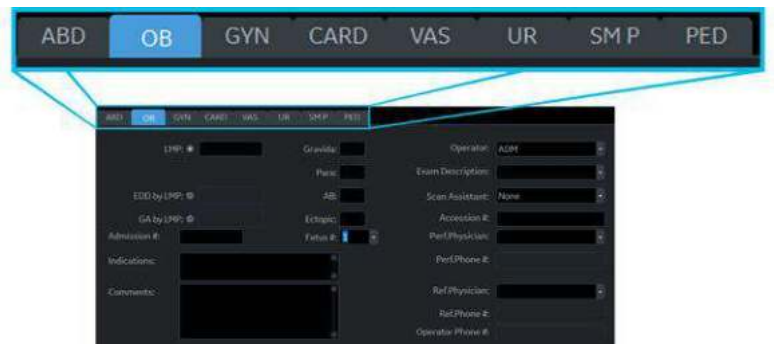 ABD OB GYN CARD VAS UR SM P PED
ABD OB GYN CARD VAS UR SM P PED
LMP: Gravida: Operator: ADM
Para: Exam Description:
EDD by LMP: AB: Scan Assistant: None
GA by LMP: Ectopic: Accession #:
Admission #: Fetus #: 1 Perf.Physician:
Indications: Perf.Phone #:
Comments: Ref.Physician:
Ref.Phone #:
Operator Phone #: